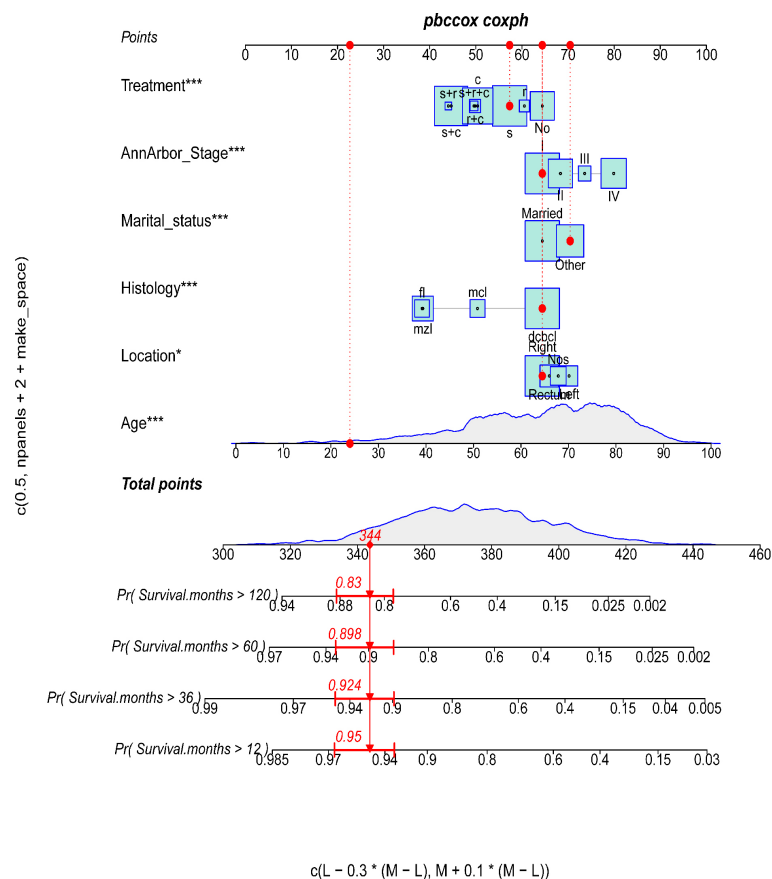 pbccox coxph
Points
0 10 20 30 40 50 60 70 80 90 100
Treatment***
c
s+r s+r+c r
s+c r+c s No
AnnArbor_Stage***
I
III
II IV
Marital_status***
Married
Other
Histology***
fl mcl
mzl dcbcl
Location*
Right
Nos
Rectum Left
Age***
0 10 20 30 40 50 60 70 80 90 100
Total points
344
300 320 340 360 380 400 420 440 460
0.83
Pr( Survival.months > 120 )
0.94 0.88 0.8 0.6 0.4 0.15 0.025 0.002
0.898
Pr( Survival.months > 60 )
0.97 0.94 0.9 0.8 0.6 0.4 0.15 0.025 0.002
0.924
Pr( Survival.months > 36 )
0.99 0.97 0.94 0.9 0.8 0.6 0.4 0.15 0.04 0.005
0.95
Pr( Survival.months > 12 )
0.985 0.97 0.94 0.9 0.8 0.6 0.4 0.15 0.03
c(0.5, npanels + 2 + make_space)
c(L − 0.3 * (M − L), M + 0.1 * (M − L))